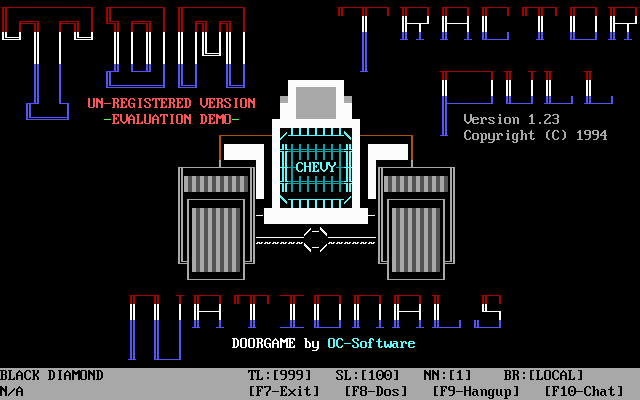 TDM TRACTOR
PULL
UN-REGISTERED VERSION
-EVALUATION DEMO-
Version 1.23
Copyright (C) 1994
CHEVY
NATIONALS
DOORGAME by OC-Software
BLACK DIAMOND TL:[999] SL:[100] NN:[1] BR:[LOCAL]
N/A [F7-Exit] [F8-Dos] [F9-Hangup] [F10-Chat]